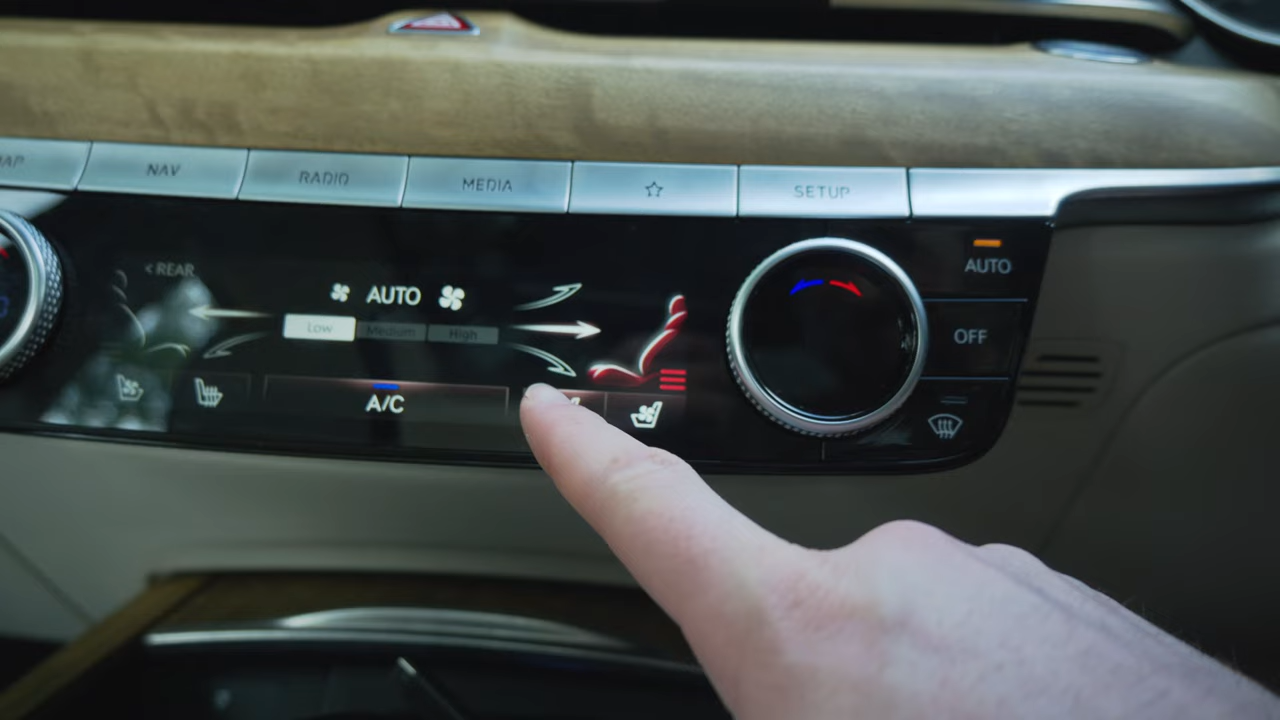 NAV
RADIO
MEDIA
SETUP
< REAR
AUTO
Low Medium High
A/C
AUTO
OFF